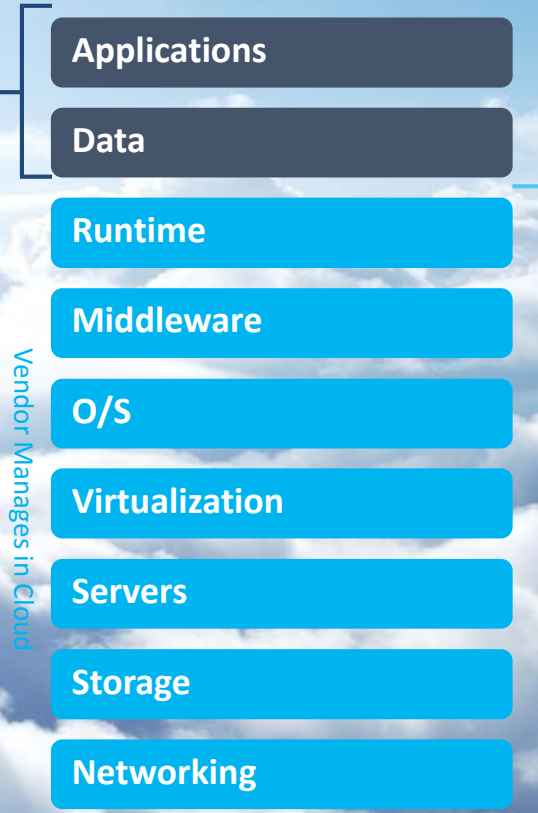 Applications
Data
Runtime
Middleware
O/S
Virtualization
Servers
Storage
Networking
Vendor Manages in Cloud